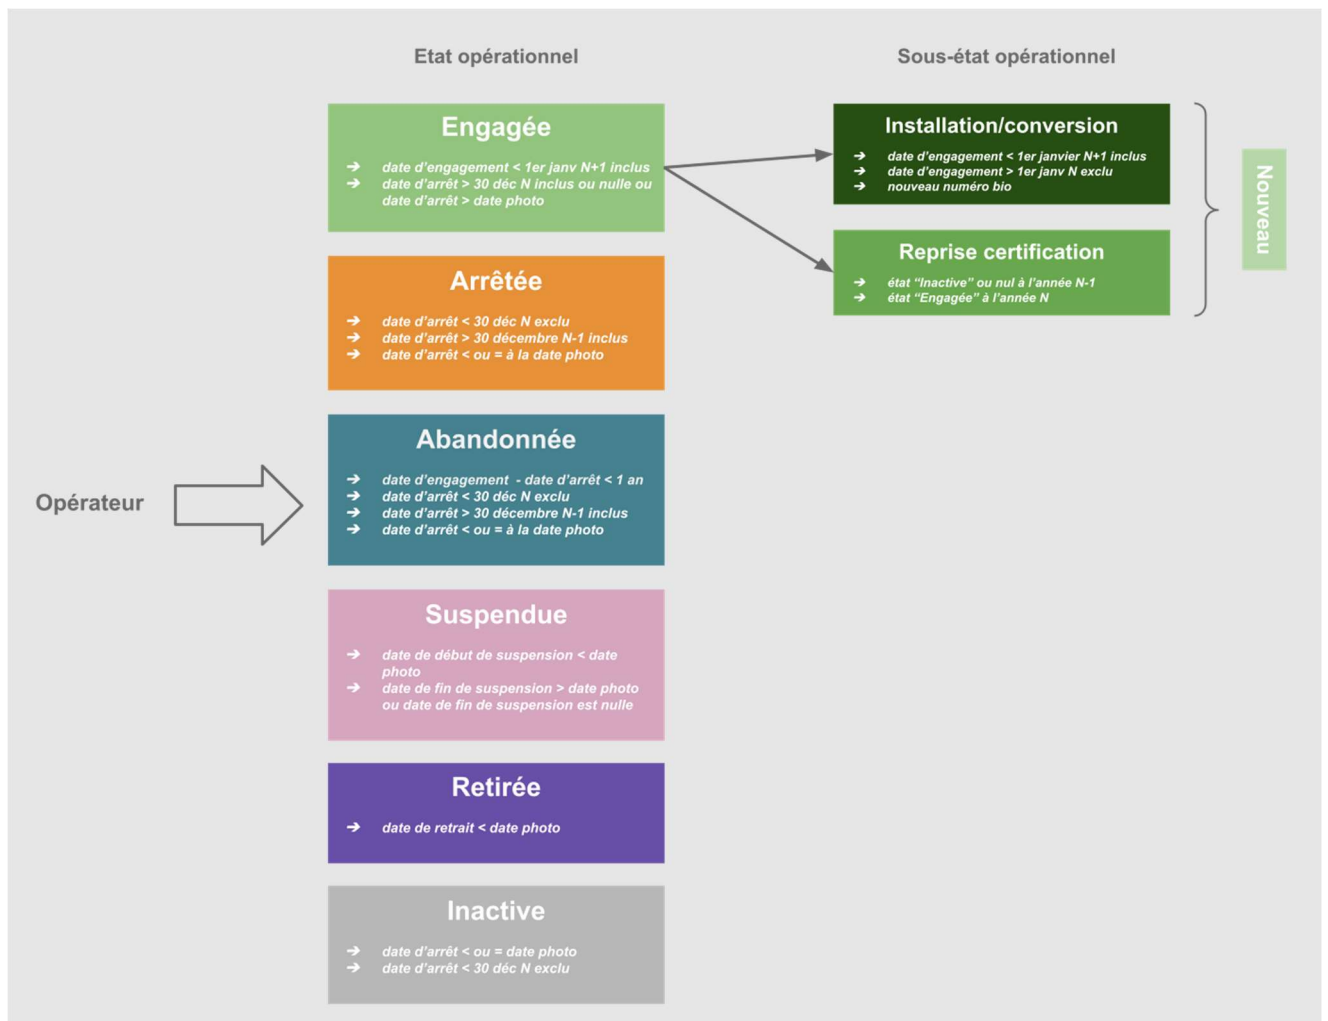 Etat opérationnel
Sous-état opérationnel
Engagée
➔ date d'engagement < 1er janv N+1 inclus
➔ date d'arrêt > 30 déc N inclus ou nulle ou
date d'arrêt > date photo
Installation/conversion
➔ date d'engagement < 1er janvier N+1 inclus
➔ date d'engagement > 1er janv N exclu
➔ nouveau numéro bio
Reprise certification
➔ état “Inactive” ou nul à l'année N-1
➔ état “Engagée” à l'année N
Nouveau
Arrêtée
➔ date d'arrêt < 30 déc N exclu
➔ date d'arrêt > 30 décembre N-1 inclus
➔ date d'arrêt < ou = à la date photo
Opérateur
Abandonnée
➔ date d'engagement - date d'arrêt < 1 an
➔ date d'arrêt < 30 déc N exclu
➔ date d'arrêt > 30 décembre N-1 inclus
➔ date d'arrêt < ou = à la date photo
Suspendue
➔ date de début de suspension < date
photo
➔ date de fin de suspension > date photo
ou date de fin de suspension est nulle
Retirée
➔ date de retrait < date photo
Inactive
➔ date d'arrêt < ou = date photo
➔ date d'arrêt < 30 déc N exclu